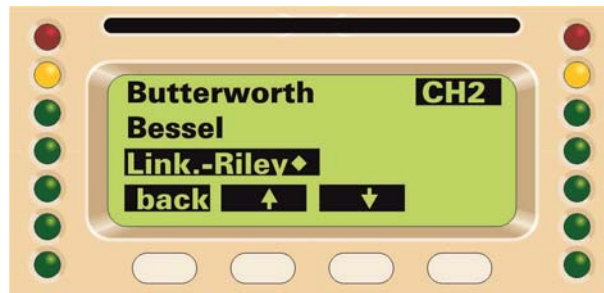 Butterworth CH2
Bessel
Link.-Riley◆
back ↑ ↓